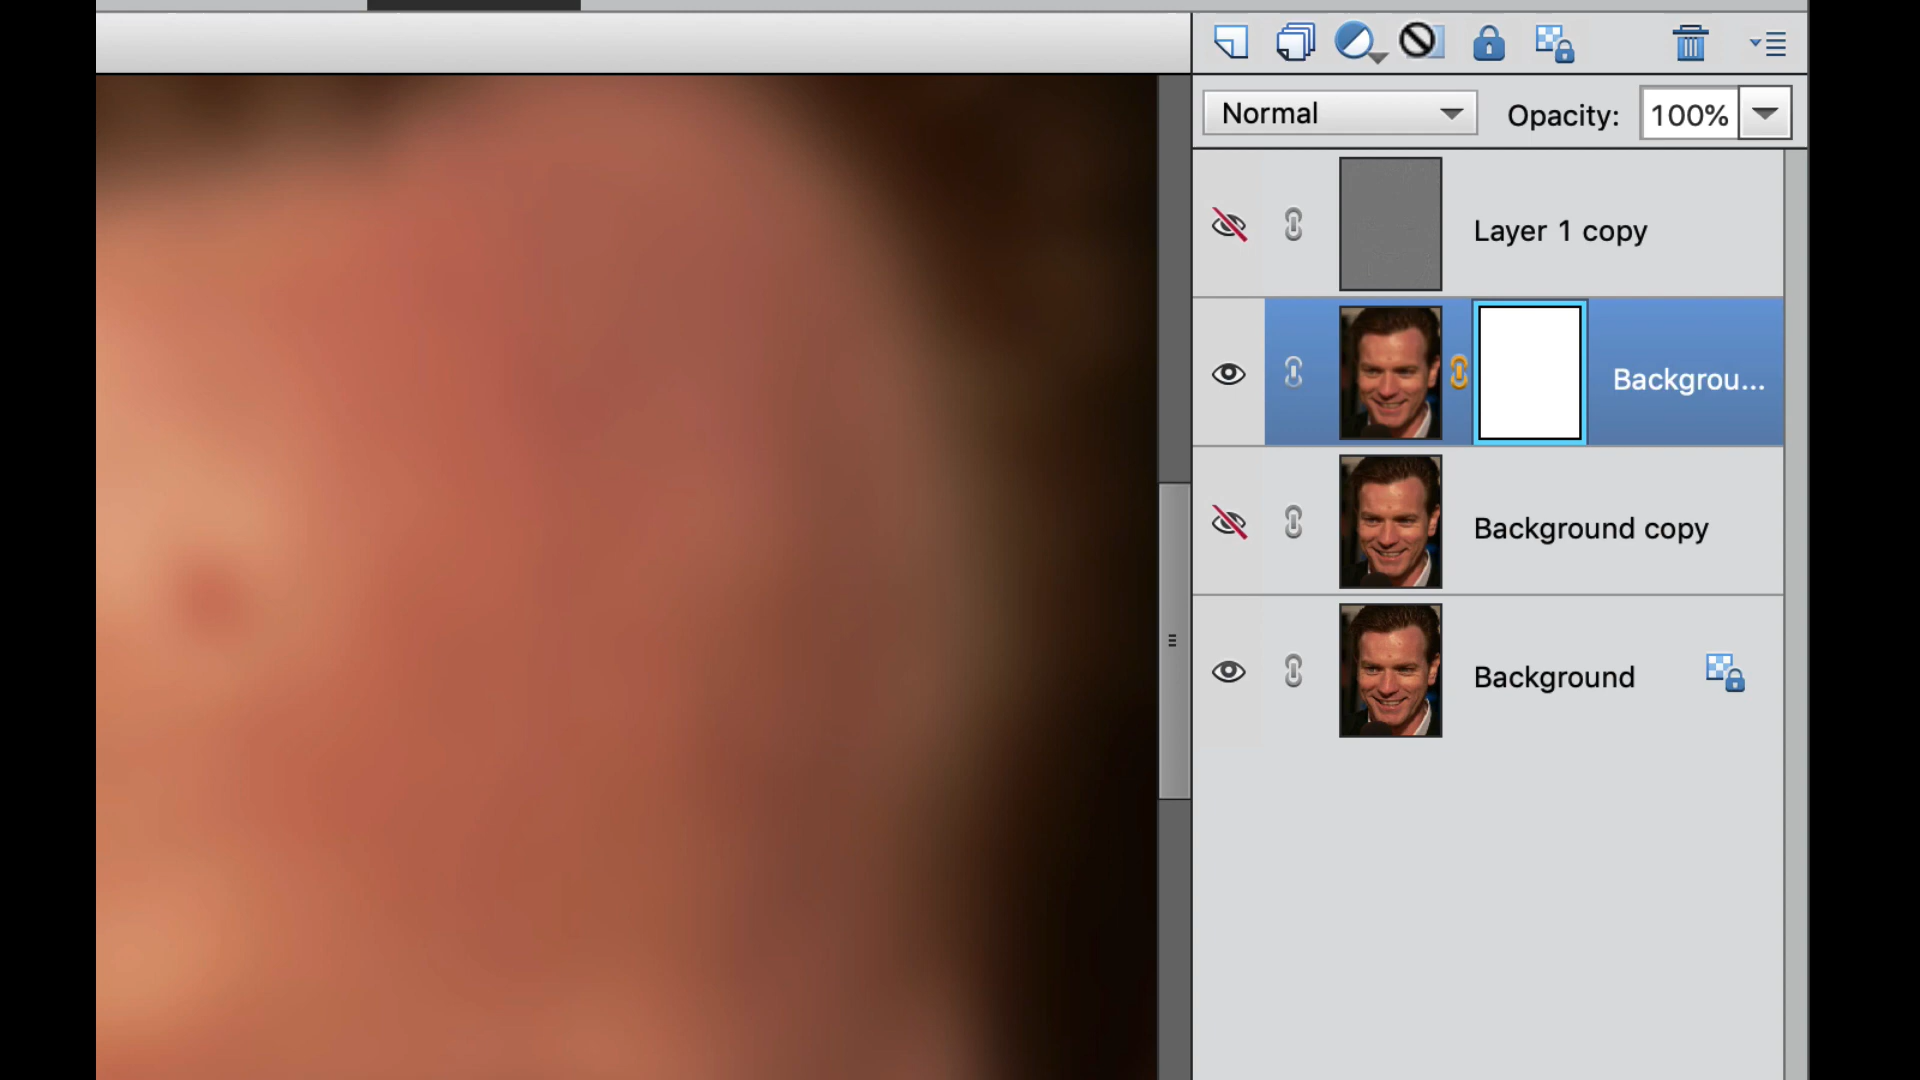 Normal
Opacity: 100%
Layer 1 copy
Backgrou...
Background copy
Background